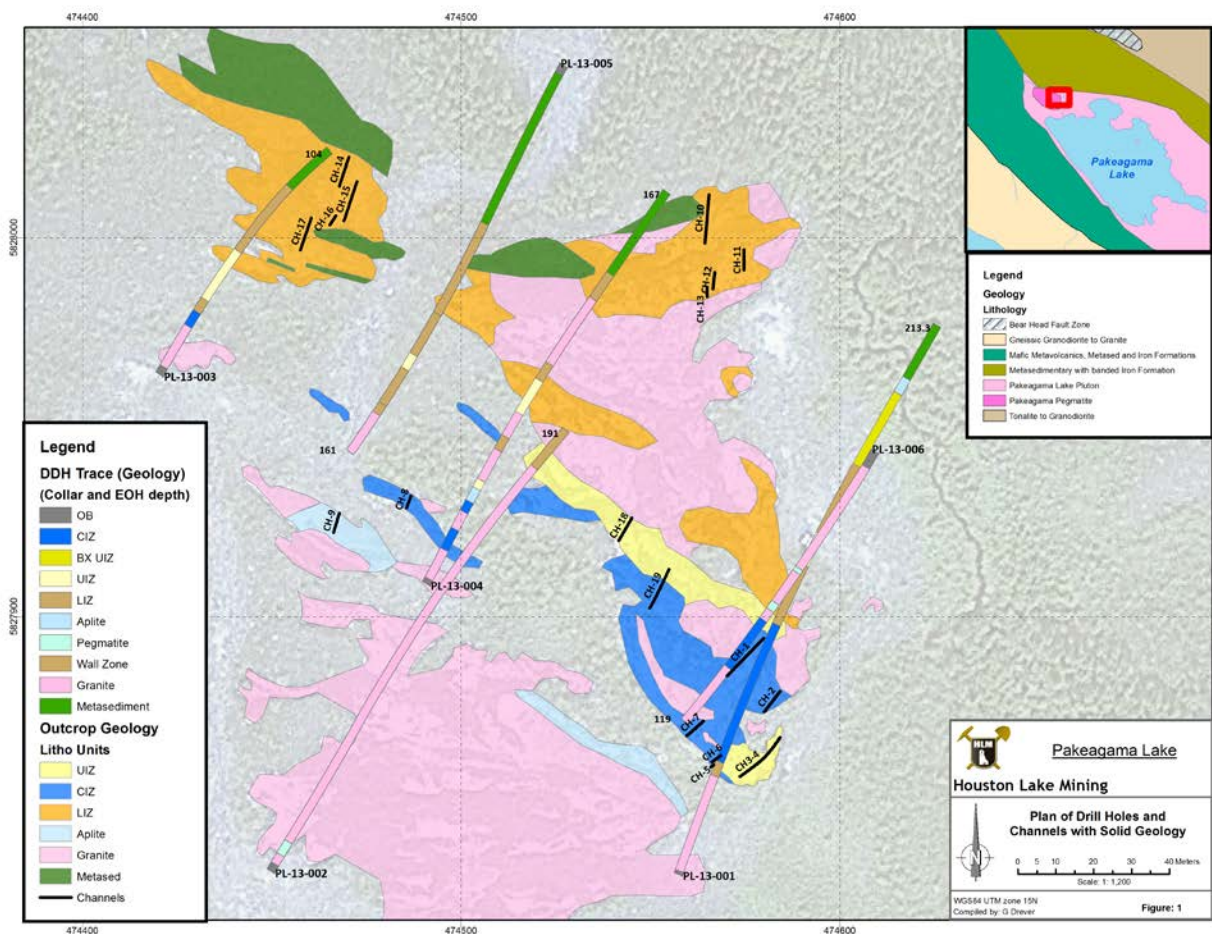 474400
474500
474600
5828000
5827900
474400
474500
474600
PL-13-005
104
CH-14
CH-15
CH-16
CH-17
PL-13-003
161
167
CH-10
CH-11
CH-12
CH-13
213.3
PL-13-006
191
CH-8
CH-9
CH-18
CH-19
PL-13-004
CH-1
CH-2
119
CH-7
CH-6
CH-5
CH3-4
PL-13-002
PL-13-001
Pakeagama
Lake
Legend
Geology
Lithology
Bear Head Fault Zone
Gneissic Granodiorite to Granite
Mafic Metavolcanics, Metased and Iron Formations
Metasedimentary with banded Iron Formation
Pakeagama Lake Pluton
Pakeagama Pegmatite
Tonalite to Granodiorite
Legend
DDH Trace (Geology)
(Collar and EOH depth)
OB
CIZ
BX UIZ
UIZ
LIZ
Aplite
Pegmatite
Wall Zone
Granite
Metasediment
Outcrop Geology
Litho Units
UIZ
CIZ
LIZ
Aplite
Granite
Metased
Channels
HLM
Pakeagama Lake
Houston Lake Mining
N
Plan of Drill Holes and
Channels with Solid Geology
0 5 10 20 30 40 Meters
Scale: 1: 1,200
WGS84 UTM zone 15N
Compiled by: G Drever
Figure: 1